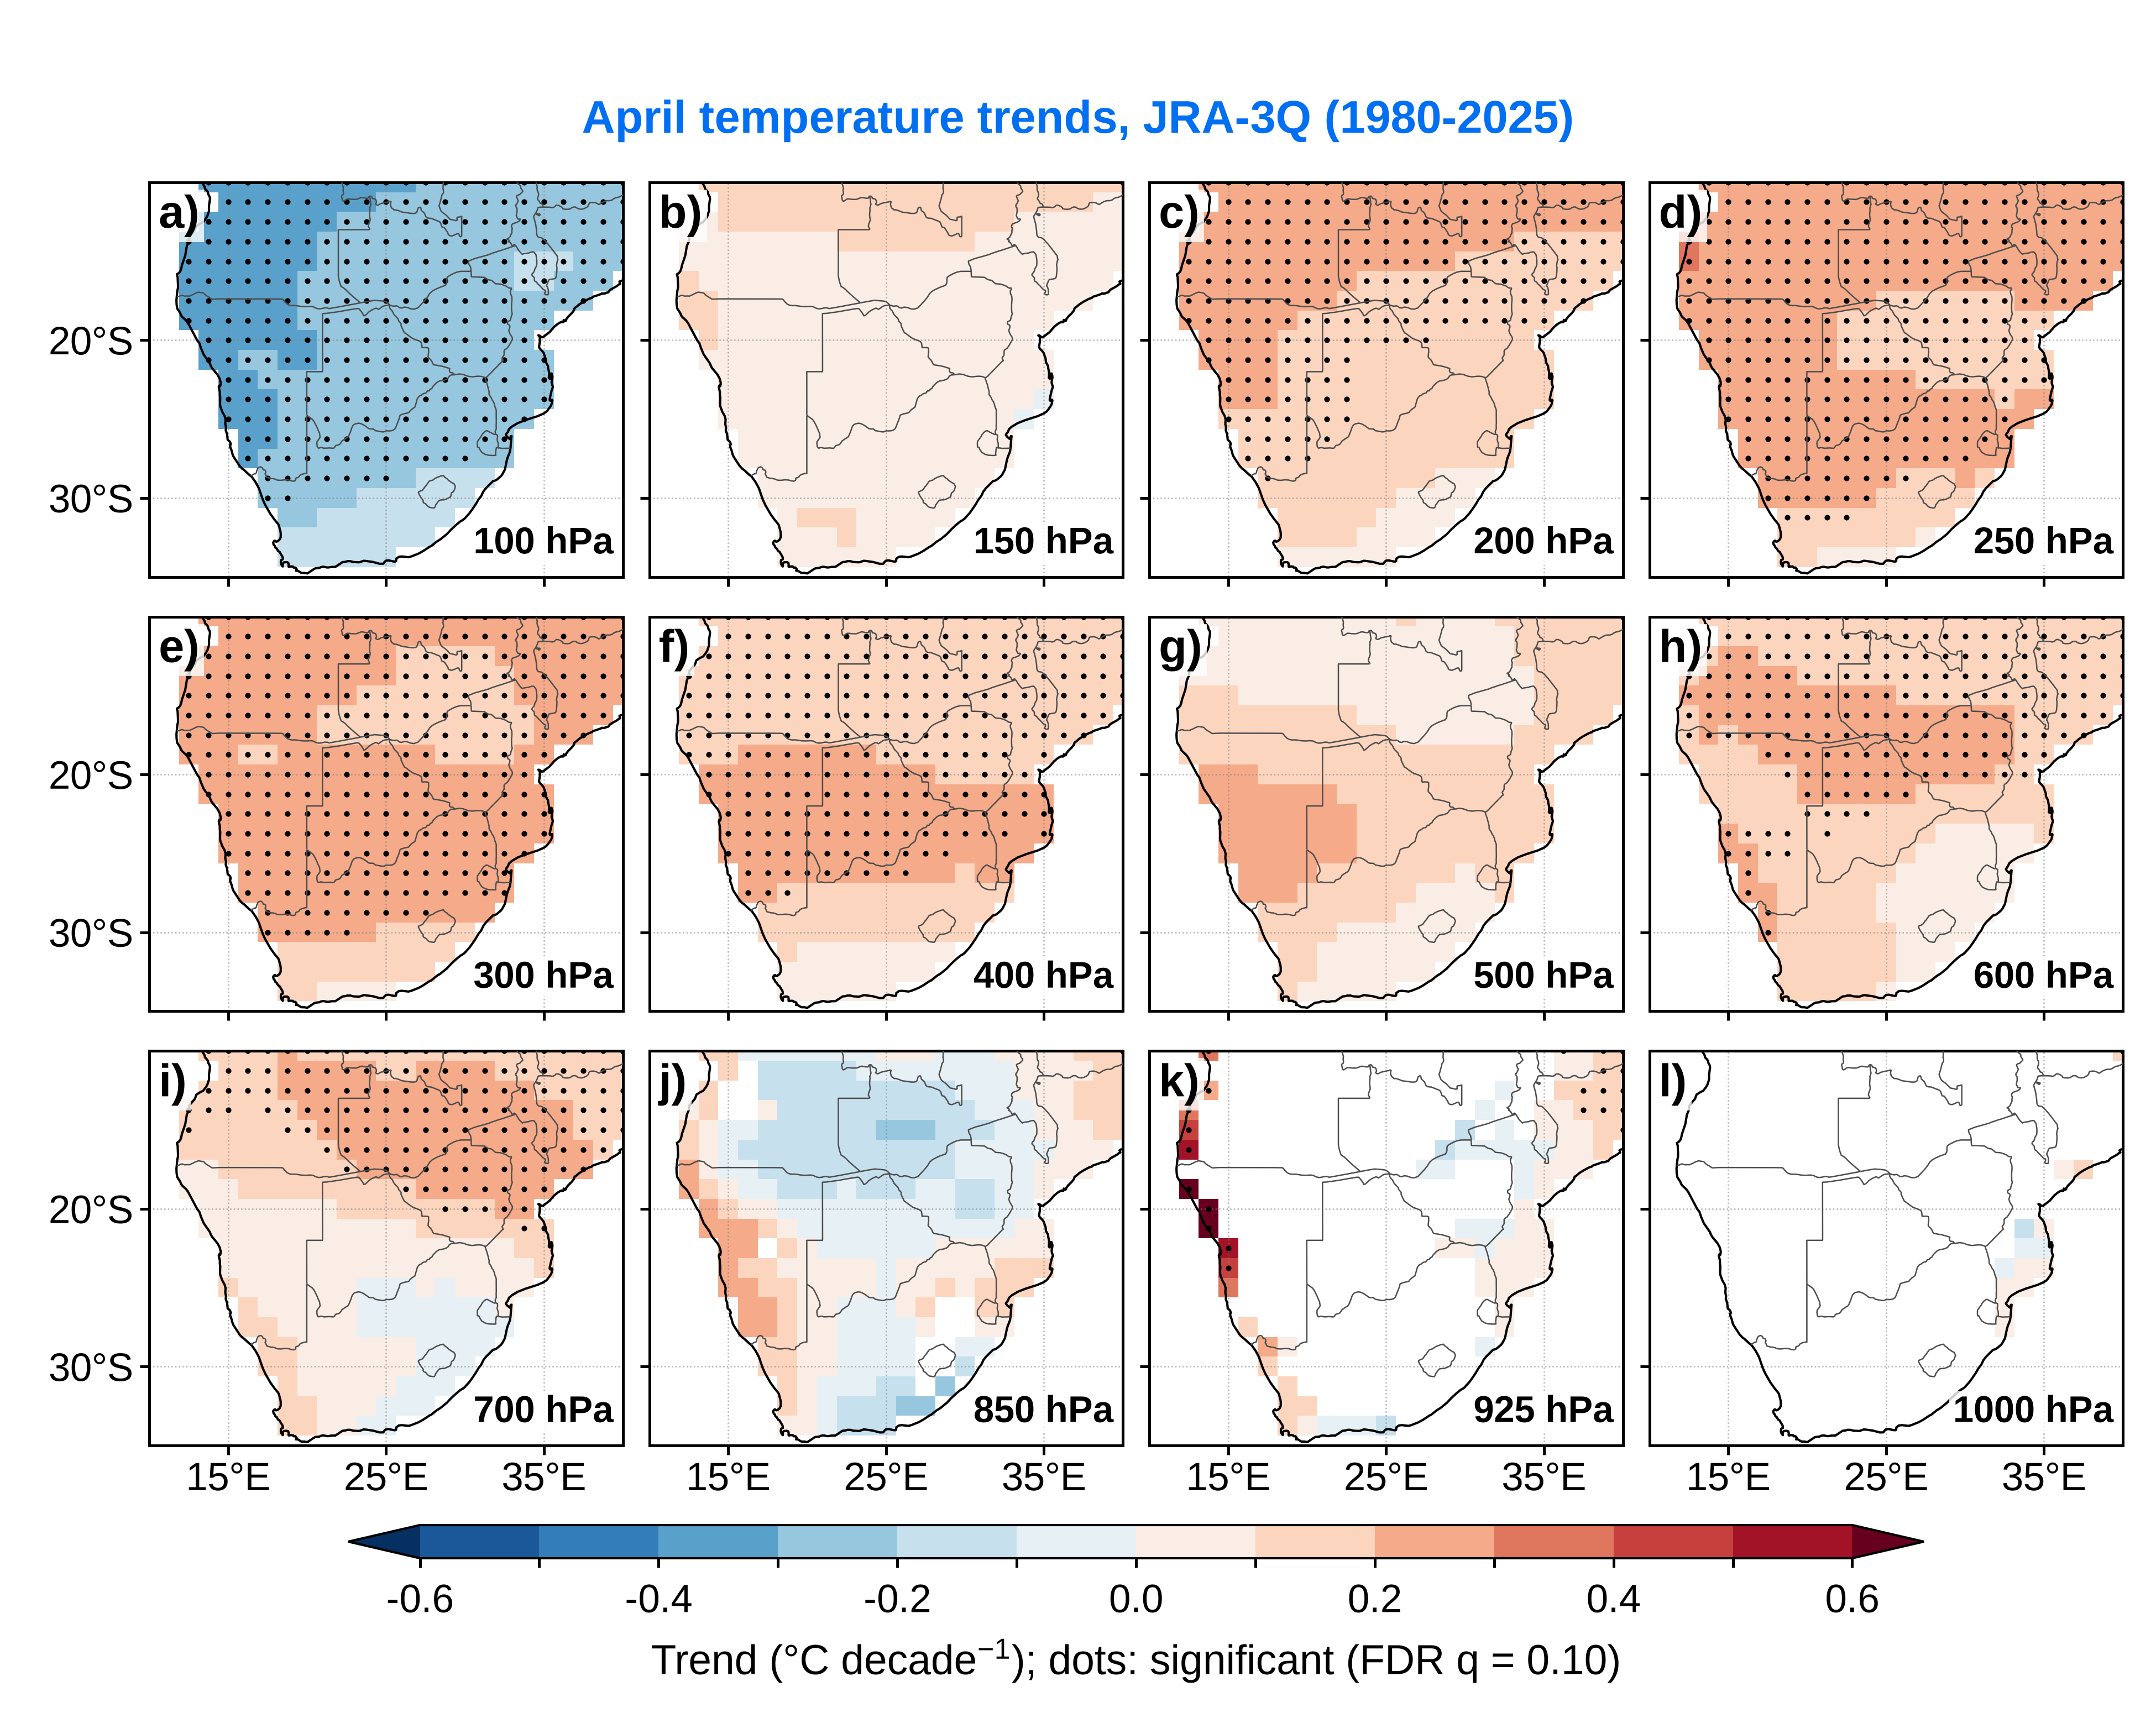 April temperature trends, JRA-3Q (1980-2025)
a) b) c) d)
20°S
30°S
100 hPa 150 hPa 200 hPa 250 hPa
e) f) g) h)
20°S
30°S
300 hPa 400 hPa 500 hPa 600 hPa
i) j) k) l)
20°S
30°S
700 hPa 850 hPa 925 hPa 1000 hPa
15°E 25°E 35°E 15°E 25°E 35°E 15°E 25°E 35°E 15°E 25°E 35°E
-0.6 -0.4 -0.2 0.0 0.2 0.4 0.6
Trend (°C decade⁻¹); dots: significant (FDR q = 0.10)